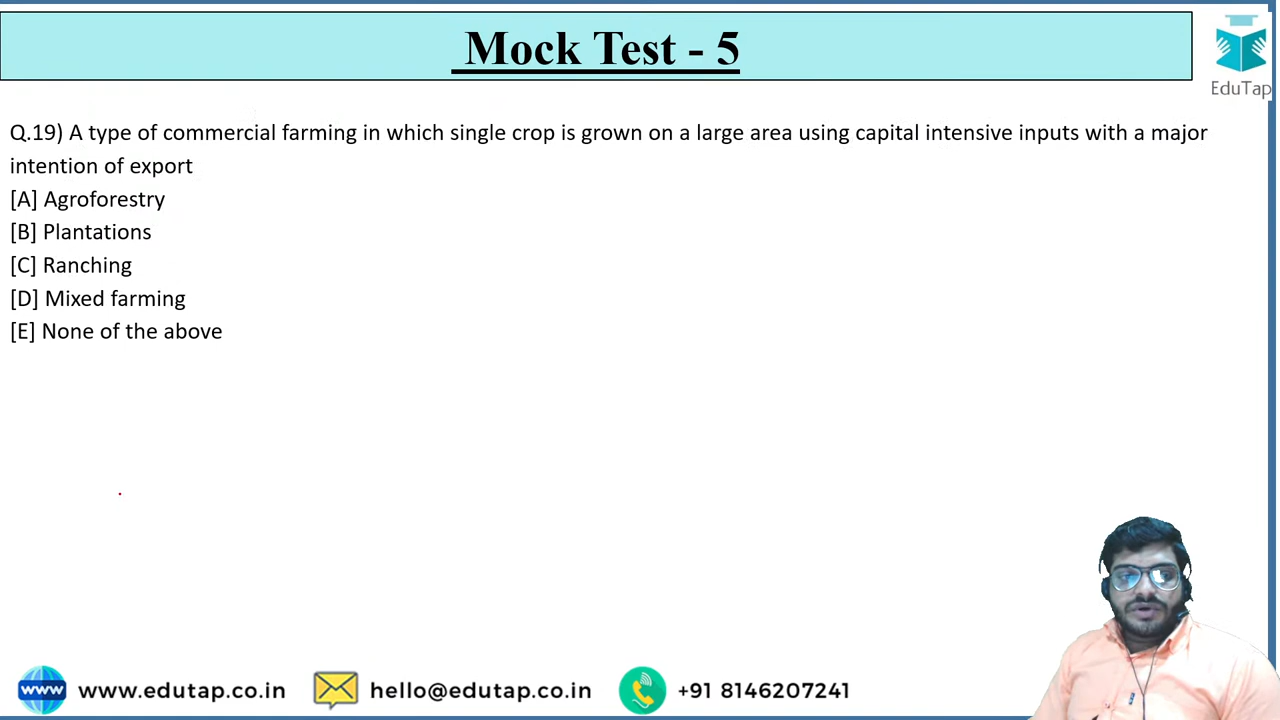 Mock Test - 5
EduTap
Q.19) A type of commercial farming in which single crop is grown on a large area using capital intensive inputs with a major
intention of export
[A] Agroforestry
[B] Plantations
[C] Ranching
[D] Mixed farming
[E] None of the above
www www.edutap.co.in hello@edutap.co.in +91 8146207241